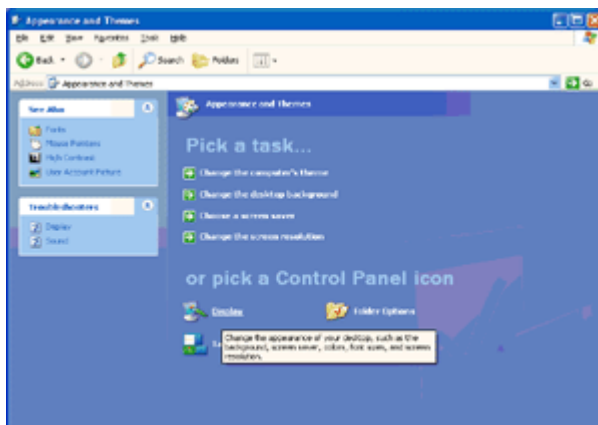 Appearance and Themes
File Edit View Favorites Tools Help
Back Search Folders
Address Appearance and Themes Go
See Also
Fonts
Mouse Pointers
High Contrast
User Account Picture
Troubleshooters
Display
Sound
Appearance and Themes
Pick a task...
Change the computer's theme
Change the desktop background
Choose a screen saver
Change the screen resolution
or pick a Control Panel icon
Display Folder Options
Change the appearance of your desktop, such as the
background, screen saver, colors, font sizes, and screen
resolution.